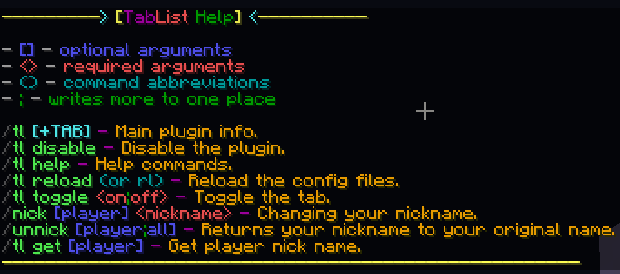 > [TabList Help] <
- [] - optional arguments
- <> - required arguments
- () - command abbreviations
- ; - writes more to one place
/tl [+TAB] - Main plugin info.
/tl disable - Disable the plugin.
/tl help - Help commands.
/tl reload (or rl) - Reload the config files.
/tl toggle <on;off> - Toggle the tab.
/nick [player] <nickname> - Changing your nickname.
/unnick [player;all] - Returns your nickname to your original name.
/tl get [player] - Get player nick name.